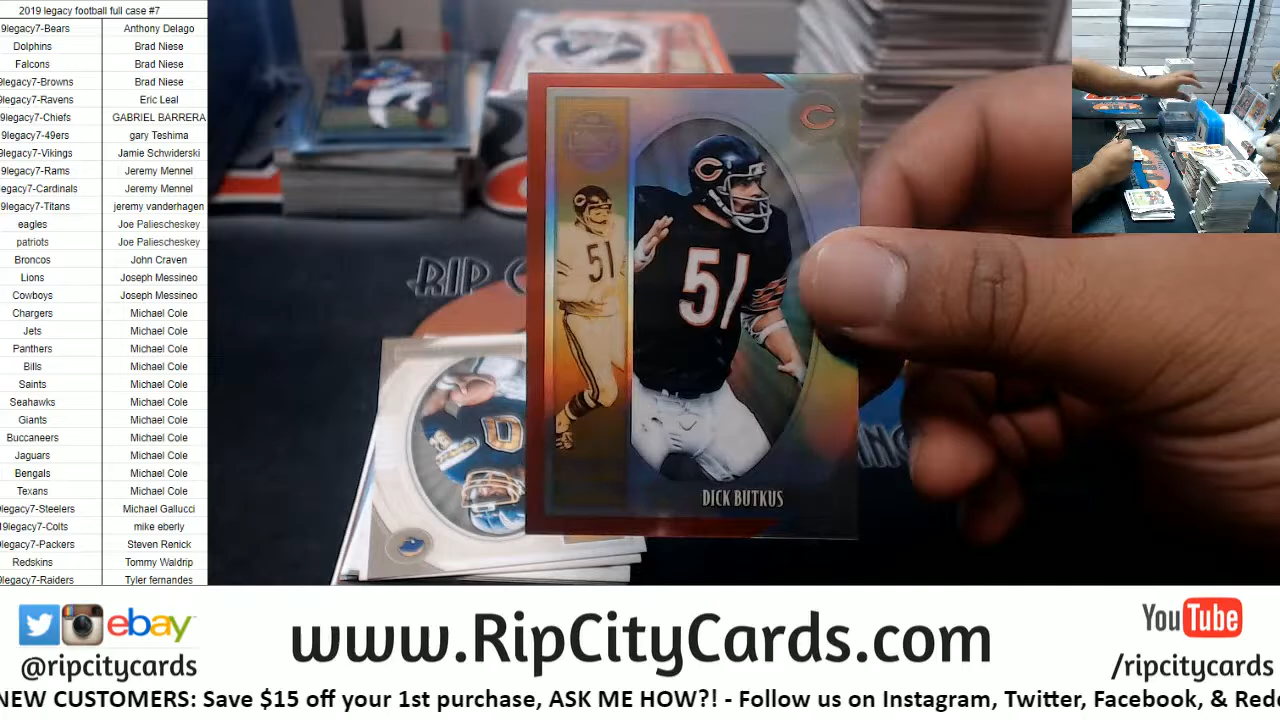 2019 legacy football full case #7
9legacy7-Bears Anthony Delago
Dolphins Brad Niese
Falcons Brad Niese
9legacy7-Browns Brad Niese
9legacy7-Ravens Eric Leal
9legacy7-Chiefs GABRIEL BARRERA
9legacy7-49ers gary Teshima
9legacy7-Vikings Jamie Schwiderski
9legacy7-Rams Jeremy Mennel
egacy7-Cardinals Jeremy Mennel
9legacy7-Titans jeremy vanderhagen
eagles Joe Paliescheskey
patriots Joe Paliescheskey
Broncos John Craven
Lions Joseph Messineo
Cowboys Joseph Messineo
Chargers Michael Cole
Jets Michael Cole
Panthers Michael Cole
Bills Michael Cole
Saints Michael Cole
Seahawks Michael Cole
Giants Michael Cole
Buccaneers Michael Cole
Jaguars Michael Cole
Bengals Michael Cole
Texans Michael Cole
9legacy7-Steelers Michael Gallucci
19legacy7-Colts mike eberly
9legacy7-Packers Steven Renick
Redskins Tommy Waldrip
9legacy7-Raiders Tyler fernandes
C
C
51
51
DICK BUTKUS
RIP C
ebay
@ripcitycards
www.RipCityCards.com
YouTube
/ripcitycards
NEW CUSTOMERS: Save $15 off your 1st purchase, ASK ME HOW?! - Follow us on Instagram, Twitter, Facebook, & Redd